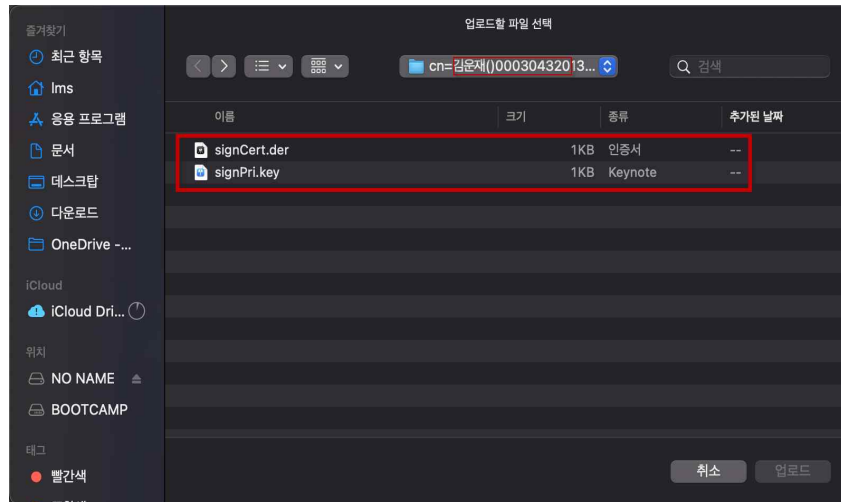 업로드할 파일 선택
즐겨찾기
최근 항목
Ims
응용 프로그램
문서
데스크탑
다운로드
OneDrive -...
iCloud
iCloud Dri...
위치
NO NAME
BOOTCAMP
태그
빨간색
cn=김운재()00030432013...
검색
이름 크기 종류 추가된 날짜
signCert.der 1KB 인증서 --
signPri.key 1KB Keynote --
취소 업로드